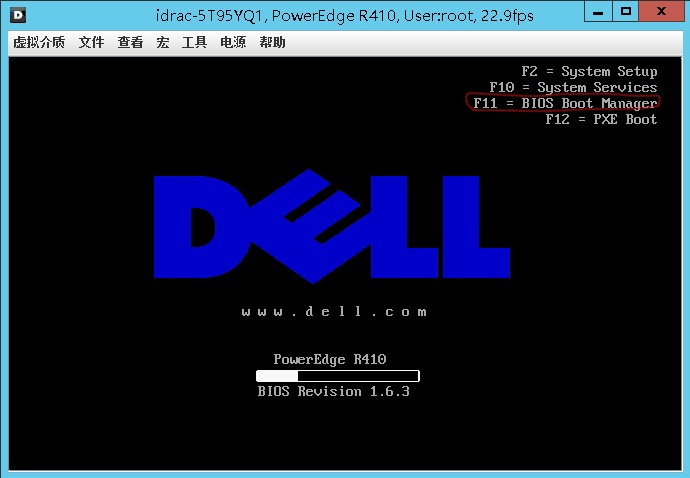 idrac-5T95YQ1, PowerEdge R410, User:root, 22.9fps
虚拟介质 文件 查看 宏 工具 电源 帮助
F2 = System Setup
F10 = System Services
F11 = BIOS Boot Manager
F12 = PXE Boot
DELL
www.dell.com
PowerEdge R410
BIOS Revision 1.6.3